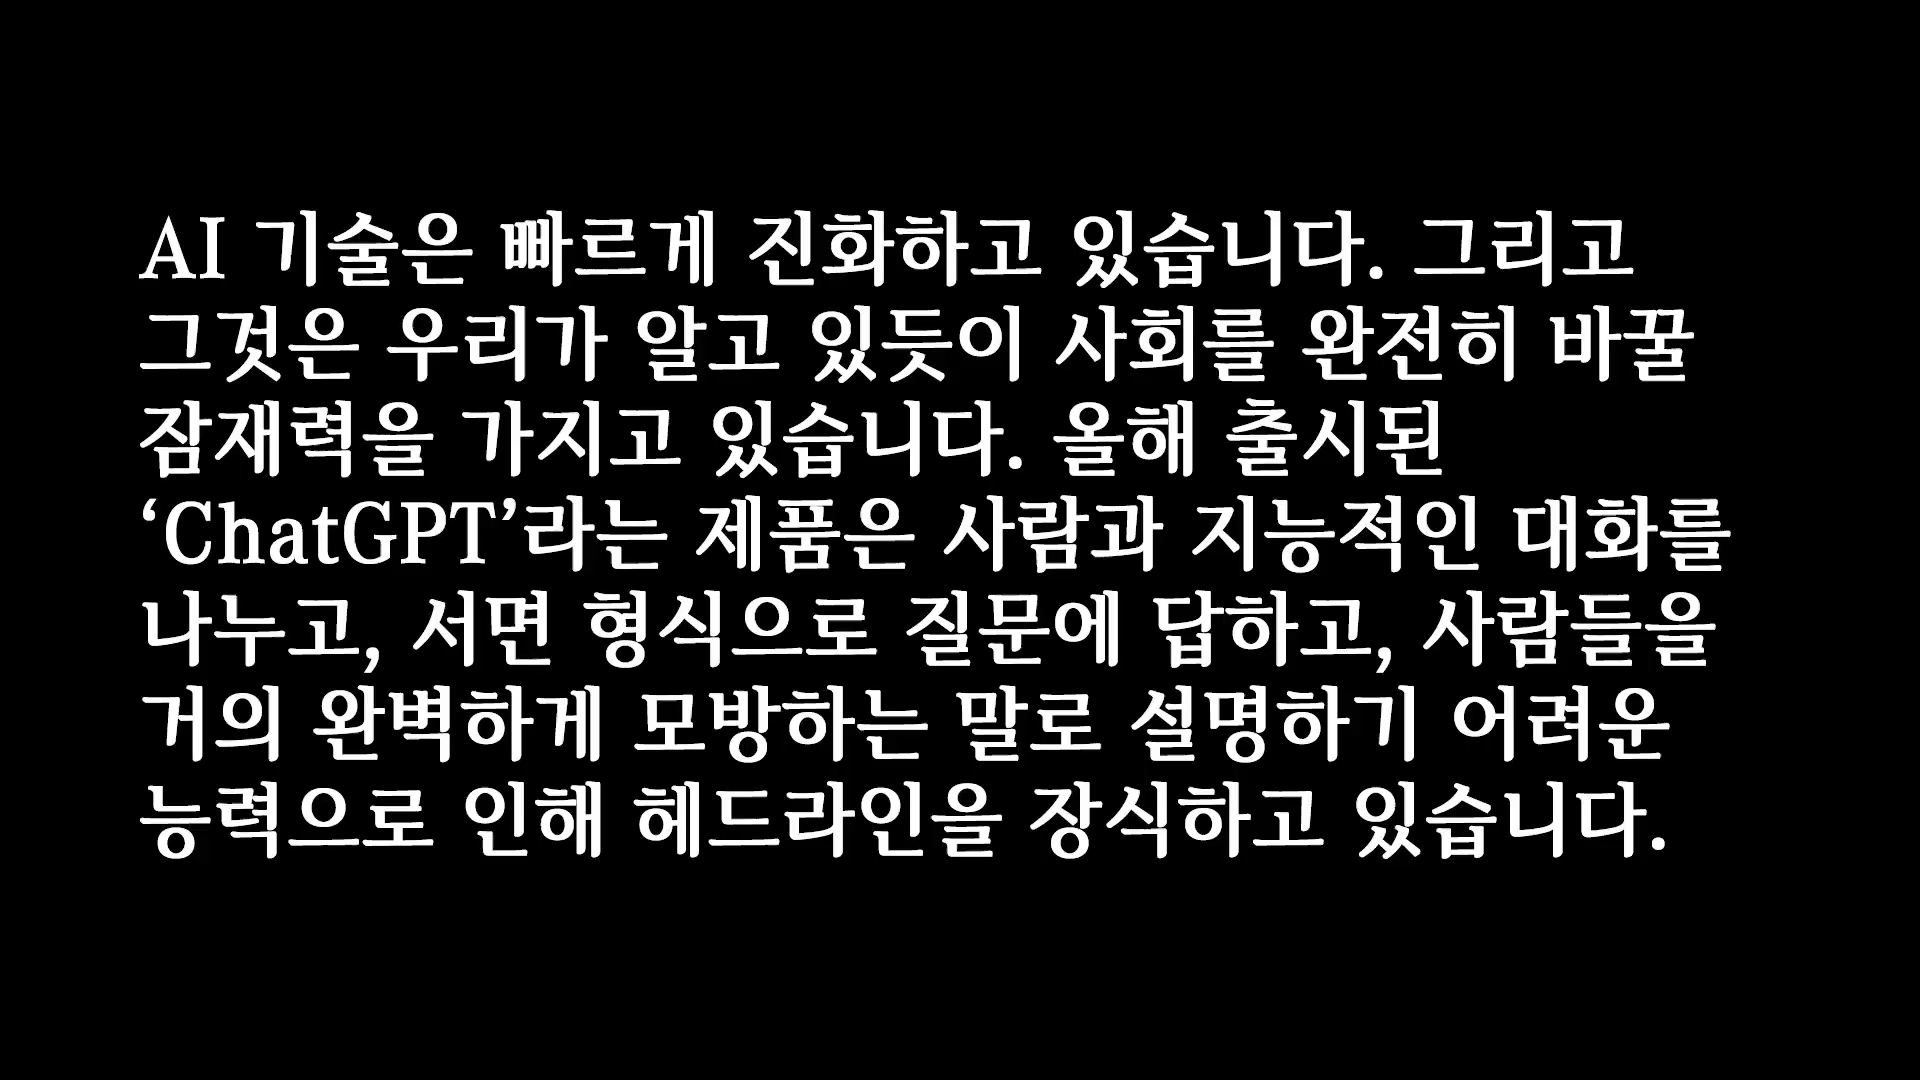 AI 기술은 빠르게 진화하고 있습니다. 그리고
그것은 우리가 알고 있듯이 사회를 완전히 바꿀
잠재력을 가지고 있습니다. 올해 출시된
‘ChatGPT’라는 제품은 사람과 지능적인 대화를
나누고, 서면 형식으로 질문에 답하고, 사람들을
거의 완벽하게 모방하는 말로 설명하기 어려운
능력으로 인해 헤드라인을 장식하고 있습니다.